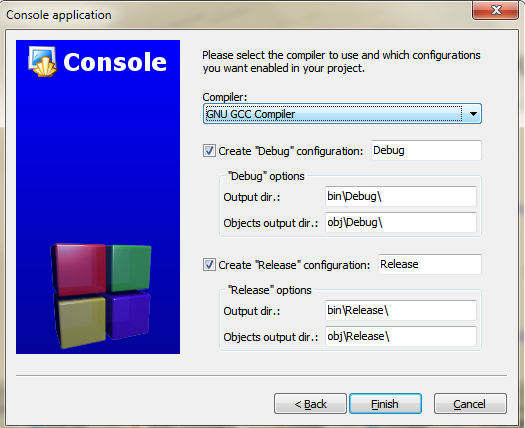 Console application
Console
Please select the compiler to use and which configurations
you want enabled in your project.
Compiler:
GNU GCC Compiler
Create "Debug" configuration: Debug
"Debug" options
Output dir.: bin\Debug\
Objects output dir.: obj\Debug\
Create "Release" configuration: Release
"Release" options
Output dir.: bin\Release\
Objects output dir.: obj\Release\
< Back Finish Cancel